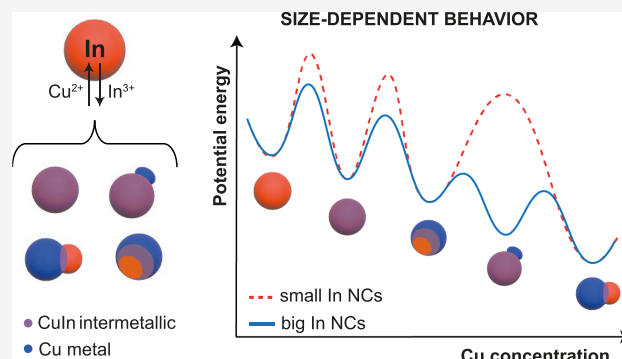 SIZE-DEPENDENT BEHAVIOR
In
Cu²⁺ In³⁺
CuIn intermetallic
Cu metal
Potential energy
small In NCs
big In NCs
Cu concentration